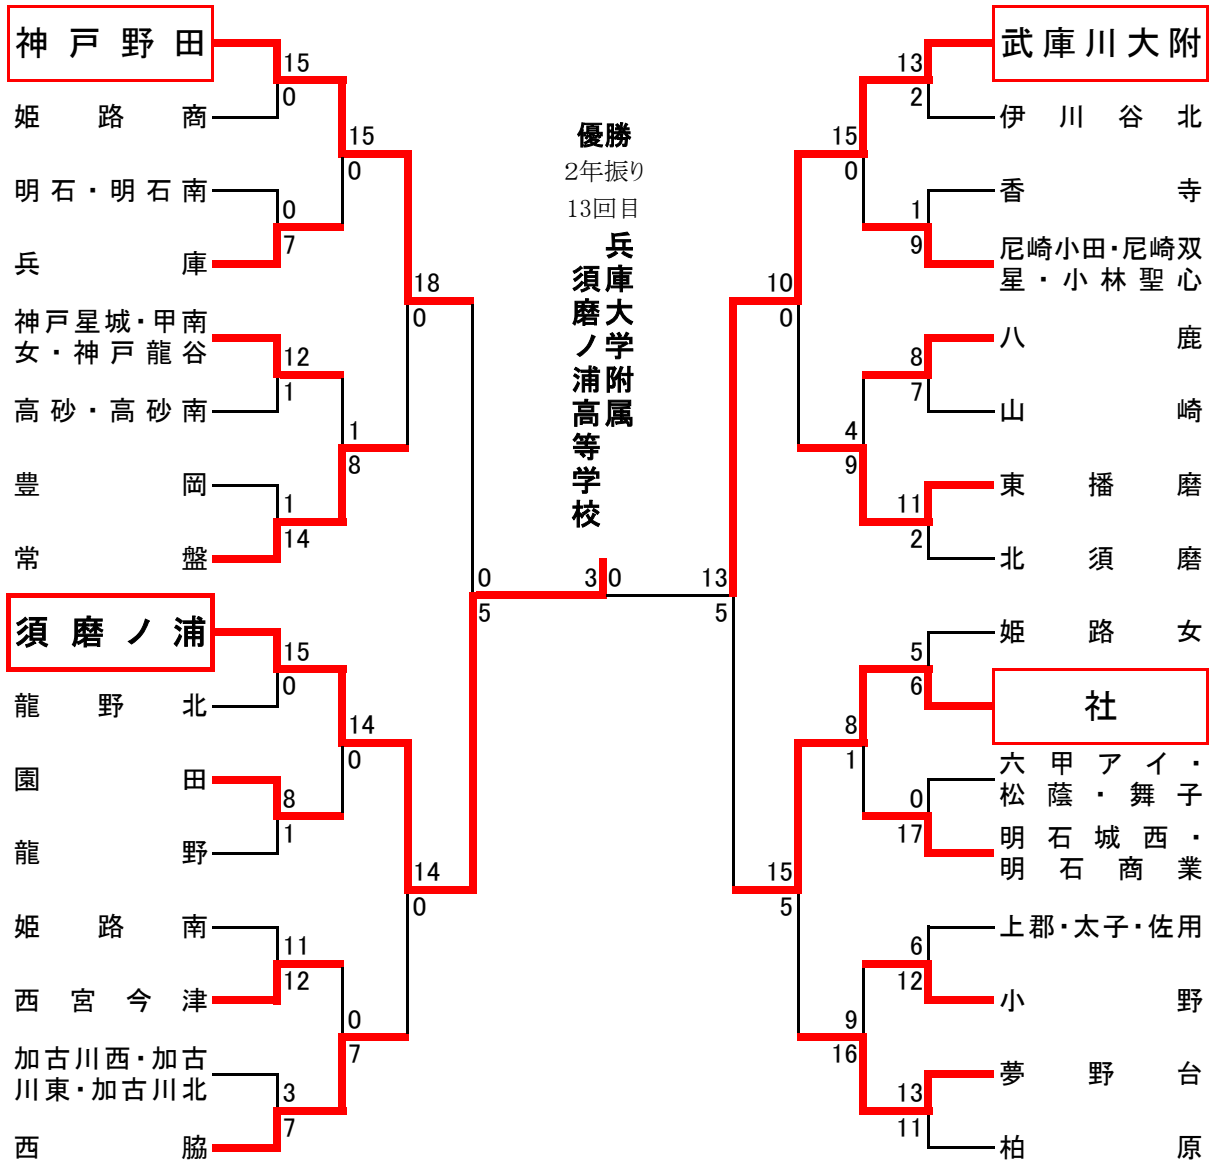 神戸野田
15
0
姫路商
15
0
明石・明石南
0
7
兵庫
18
0
神戸星城・甲南
女・神戸龍谷
12
1
高砂・高砂南
1
8
豊岡
1
14
常盤
0
5
須磨ノ浦
15
0
龍野北
14
0
園田
8
1
龍野
14
0
姫路南
11
12
西宮今津
0
7
加古川西・加古
川東・加古川北
3
7
西脇
優勝
2年振り
13回目
兵庫大学附属
須磨ノ浦高等学校
3
0
武庫川大附
13
2
伊川谷北
15
0
香寺
1
9
尼崎小田・尼崎双
星・小林聖心
10
0
八鹿
8
7
山崎
4
9
東播磨
11
2
北須磨
13
5
姫路女
5
6
社
8
1
六甲アイ・
松蔭・舞子
0
17
明石城西・
明石商業
15
5
上郡・太子・佐用
6
12
小野
9
16
夢野台
13
11
柏原